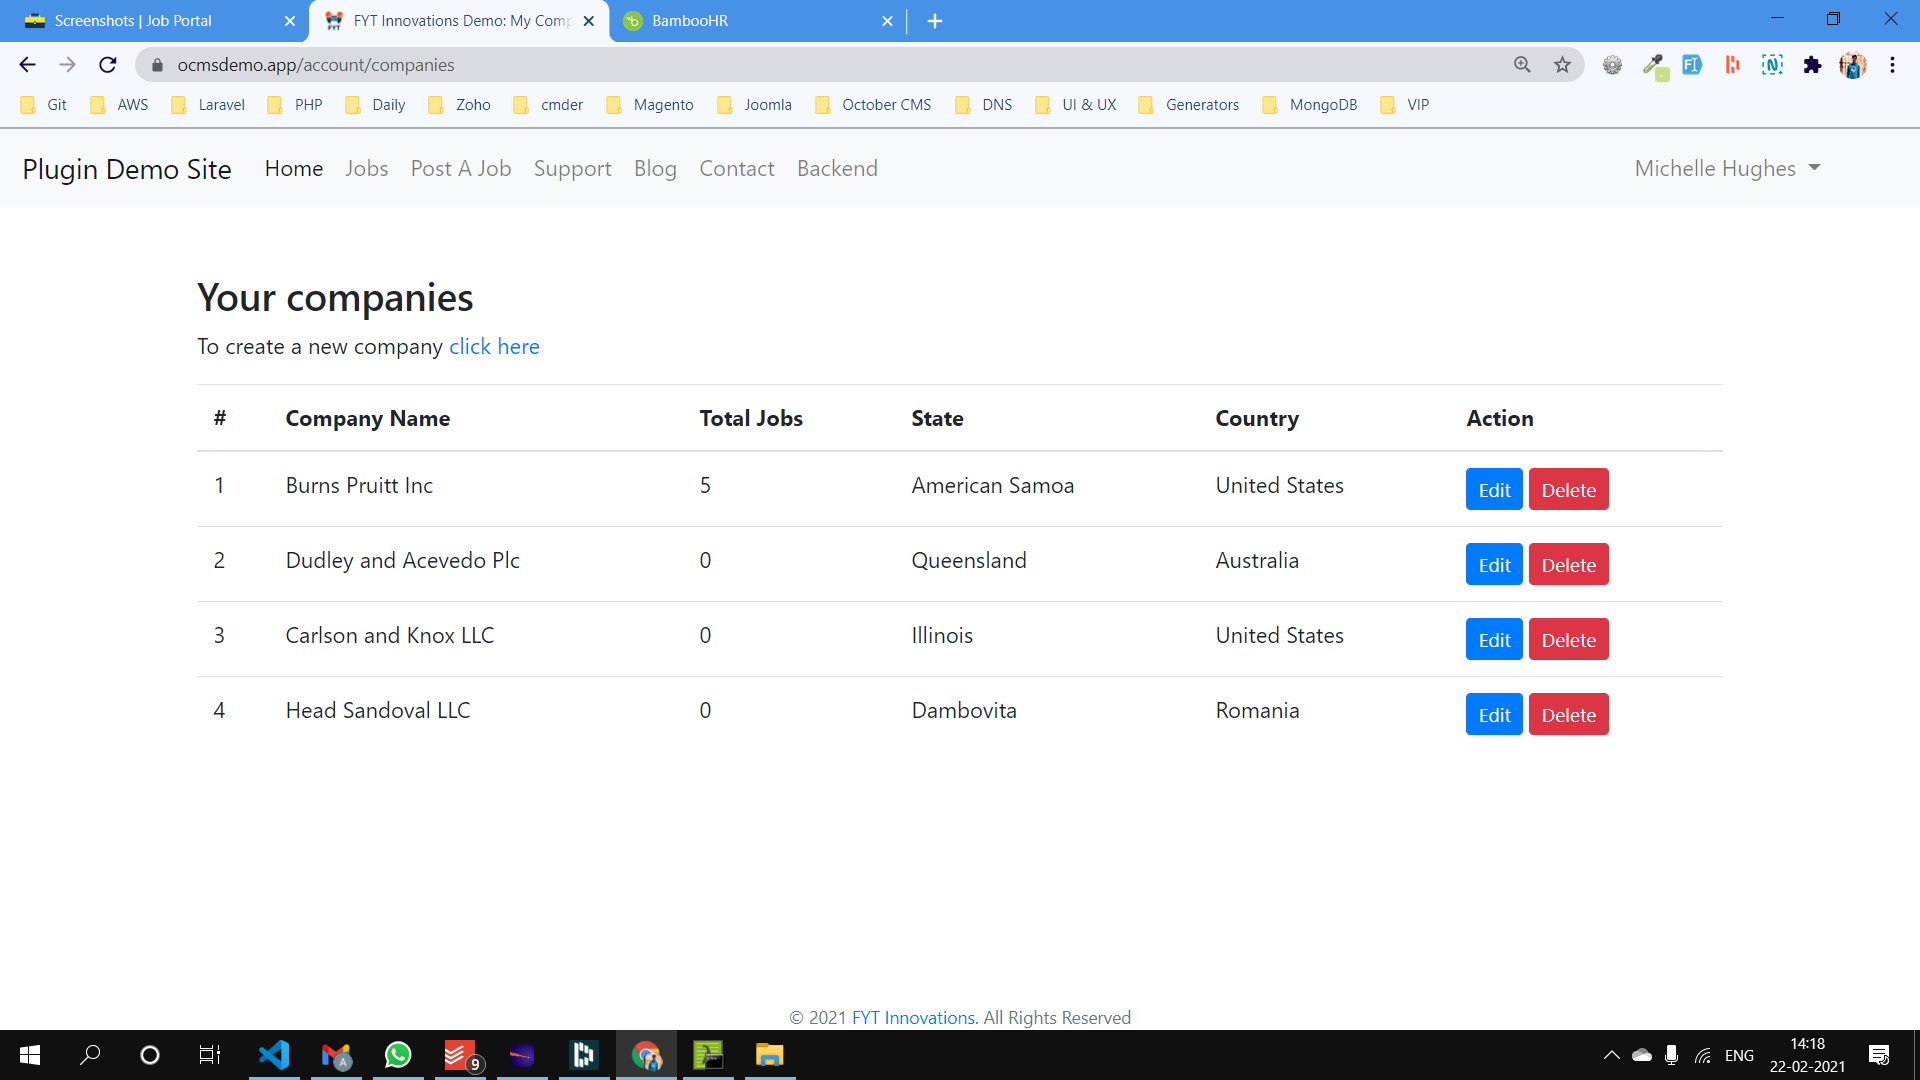 Screenshots | Job Portal
FYT Innovations Demo: My Comp
BambooHR
ocmsdemo.app/account/companies
Git AWS Laravel PHP Daily Zoho cmder Magento Joomla October CMS DNS UI & UX Generators MongoDB VIP
Plugin Demo Site Home Jobs Post A Job Support Blog Contact Backend Michelle Hughes
Your companies
To create a new company click here
# Company Name Total Jobs State Country Action
1 Burns Pruitt Inc 5 American Samoa United States Edit Delete
2 Dudley and Acevedo Plc 0 Queensland Australia Edit Delete
3 Carlson and Knox LLC 0 Illinois United States Edit Delete
4 Head Sandoval LLC 0 Dambovita Romania Edit Delete
© 2021 FYT Innovations. All Rights Reserved
A
9
ENG
14:18
22-02-2021